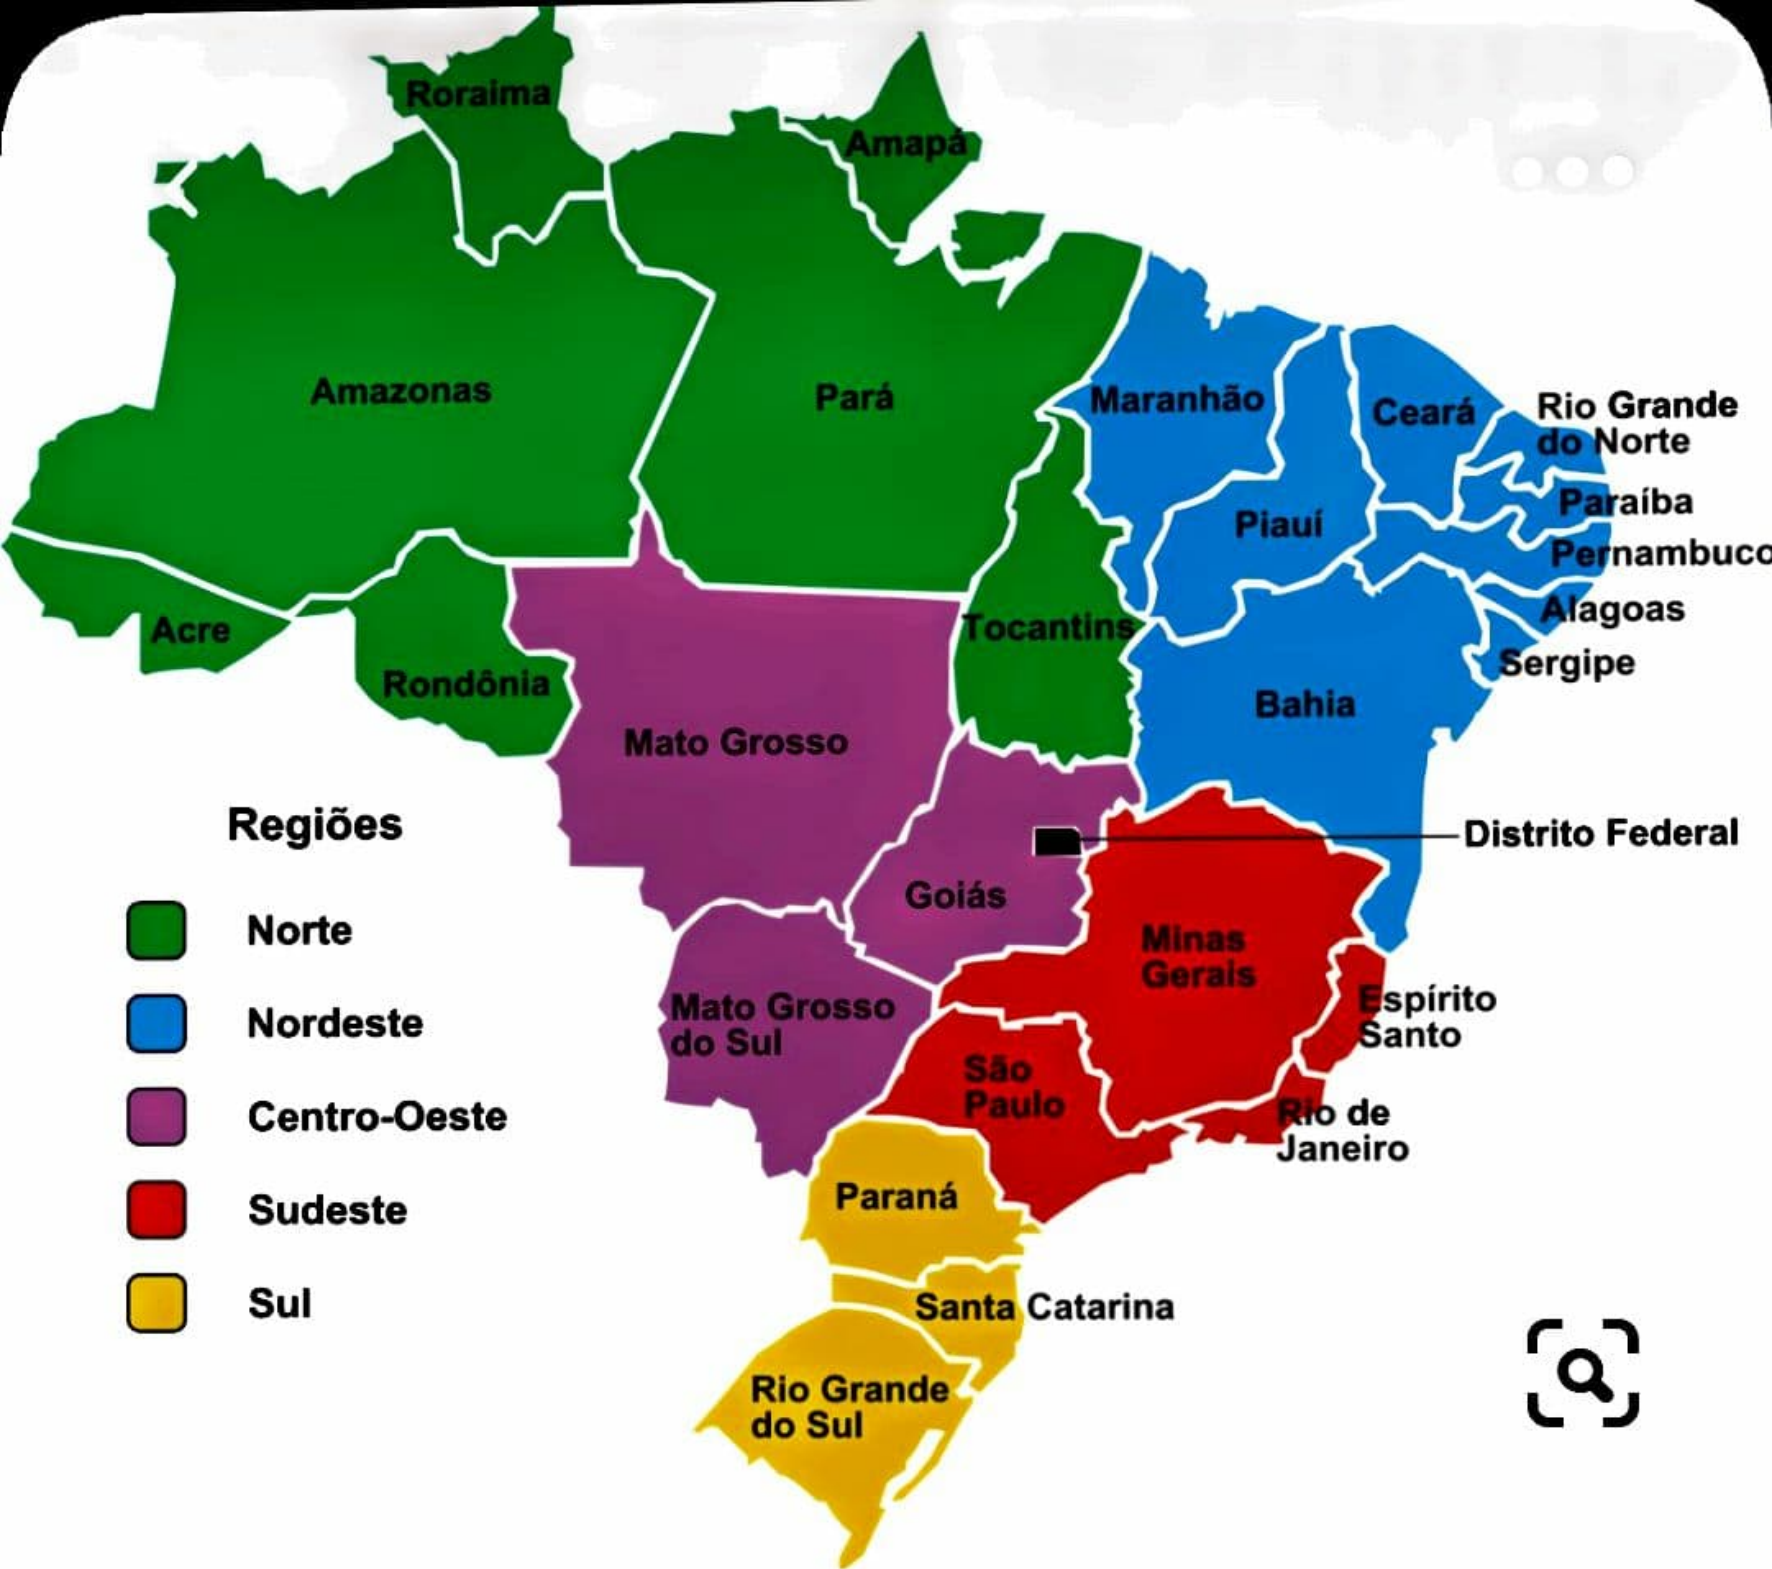 Roraima
Amapá
Amazonas
Pará
Maranhão
Ceará
Rio Grande
do Norte
Paraíba
Piauí
Pernambuco
Alagoas
Sergipe
Acre
Rondônia
Tocantins
Bahia
Mato Grosso
Distrito Federal
Goiás
Minas
Gerais
Espírito
Santo
Mato Grosso
do Sul
São
Paulo
Rio de
Janeiro
Paraná
Santa Catarina
Rio Grande
do Sul
Regiões
Norte
Nordeste
Centro-Oeste
Sudeste
Sul